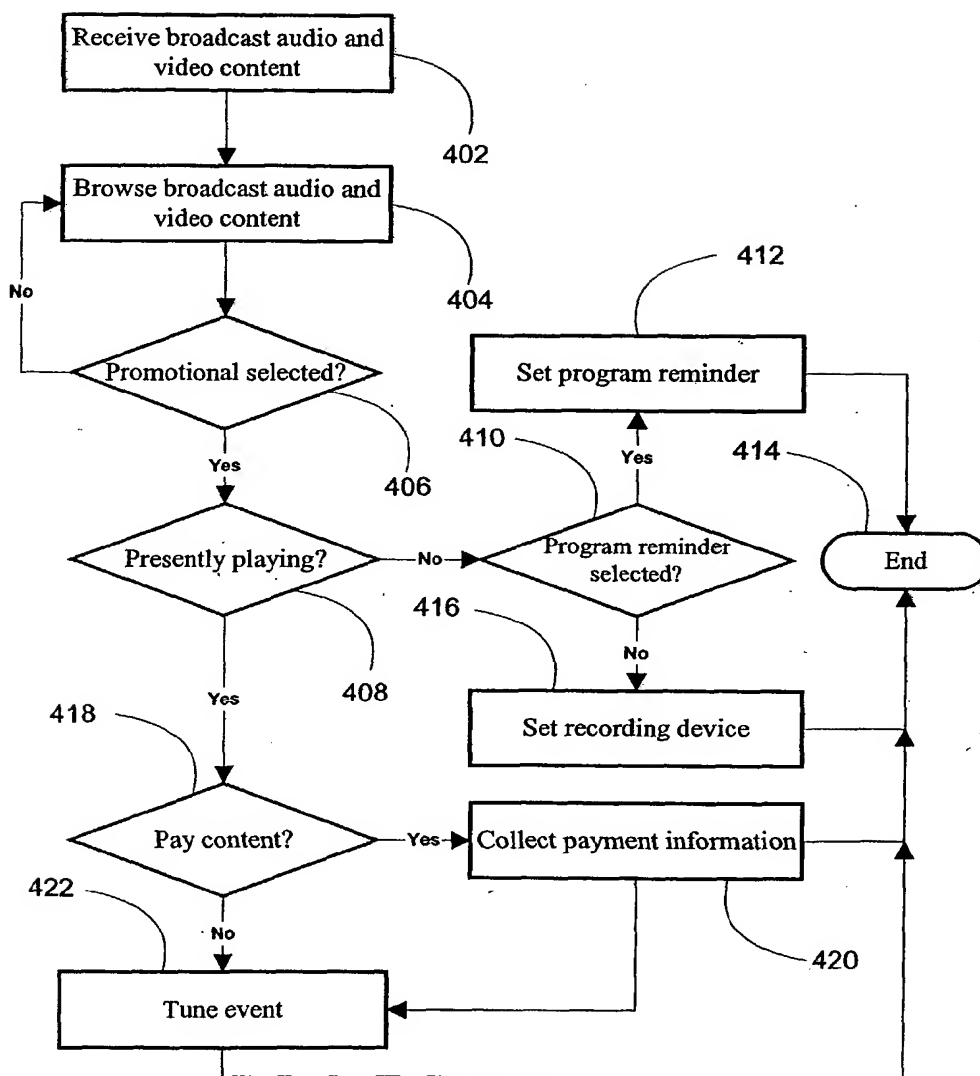 Receive broadcast audio and
video content
402
Browse broadcast audio and
video content
404
No
Promotional selected?
406
Yes
412
Set program reminder
410
Yes
414
Presently playing?
No
Program reminder
selected?
End
408
416
No
Yes
Set recording device
418
Pay content?
Yes
Collect payment information
420
422
No
Tune event